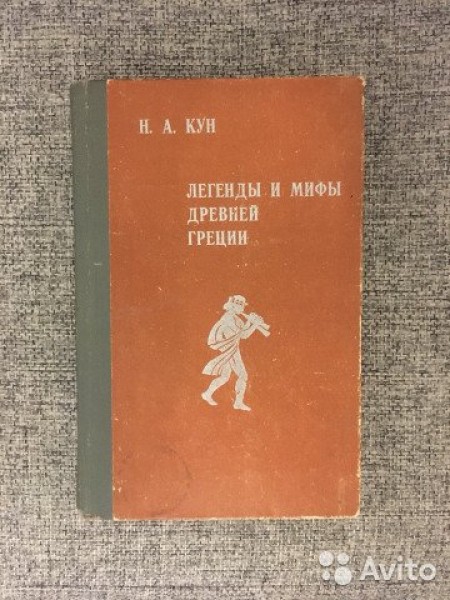 Н. А. КУН
ЛЕГЕНДЫ И МИФЫ
ДРЕВНЕЙ
ГРЕЦИИ
Avito